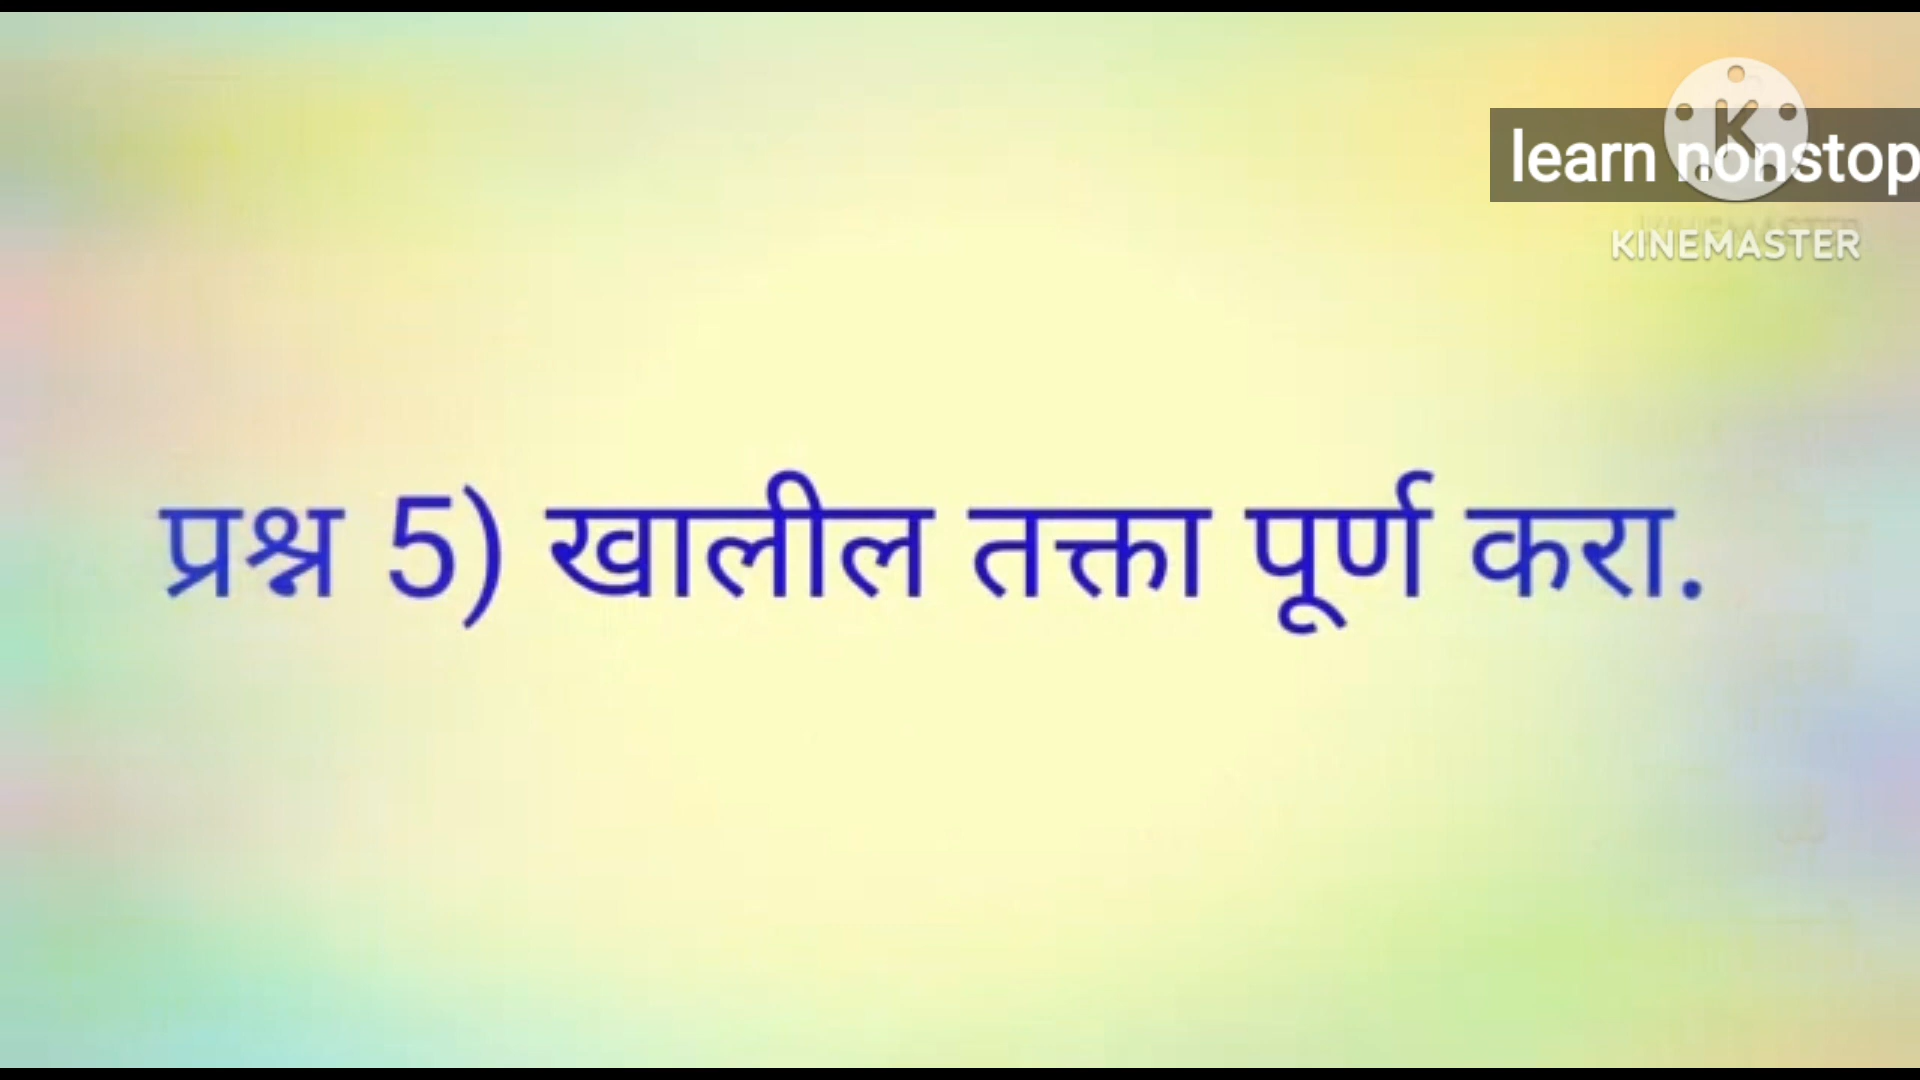 learn nonstop
KINEMASTER
प्रश्न 5) खालील तक्ता पूर्ण करा.